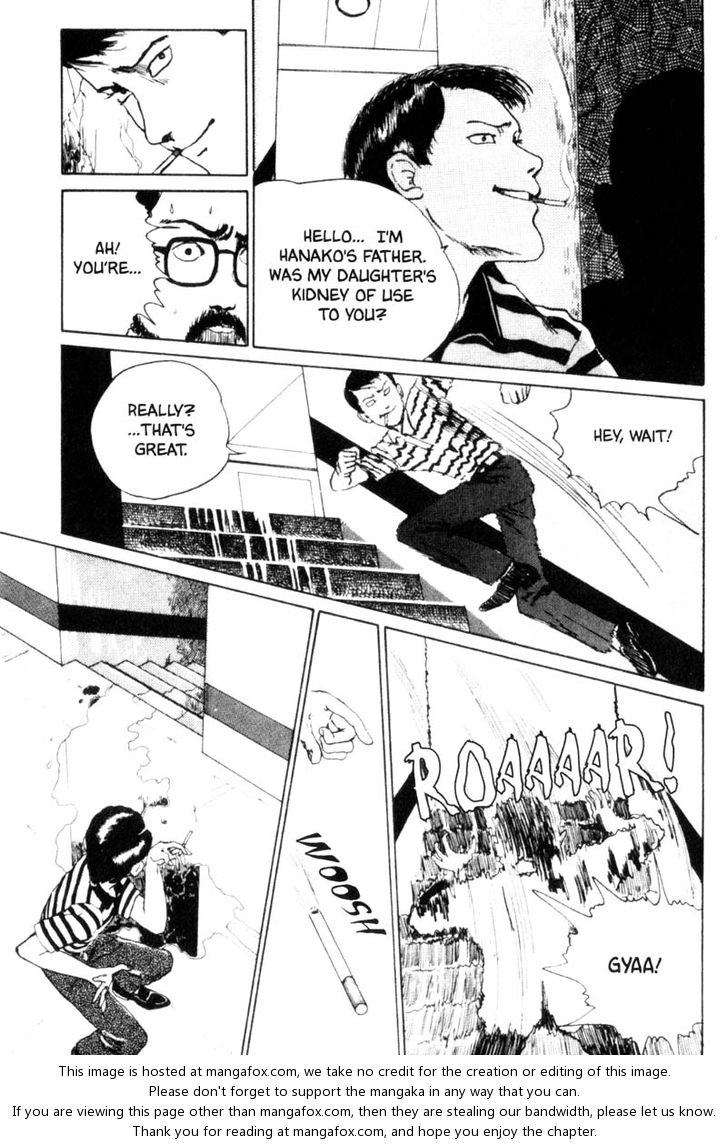 HELLO... I'M
HANAKO'S FATHER.
WAS MY DAUGHTER'S
KIDNEY OF USE
TO YOU?
AH!
YOU'RE...
HEY, WAIT!
REALLY?
...THAT'S
GREAT.
ROAAAAR!
GYAA!
WOOSH
This image is hosted at mangafox.com, we take no credit for the creation or editing of this image.
Please don't forget to support the mangaka in any way that you can.
If you are viewing this page other than mangafox.com, then they are stealing our bandwidth, please let us know.
Thank you for reading at mangafox.com, and hope you enjoy the chapter.